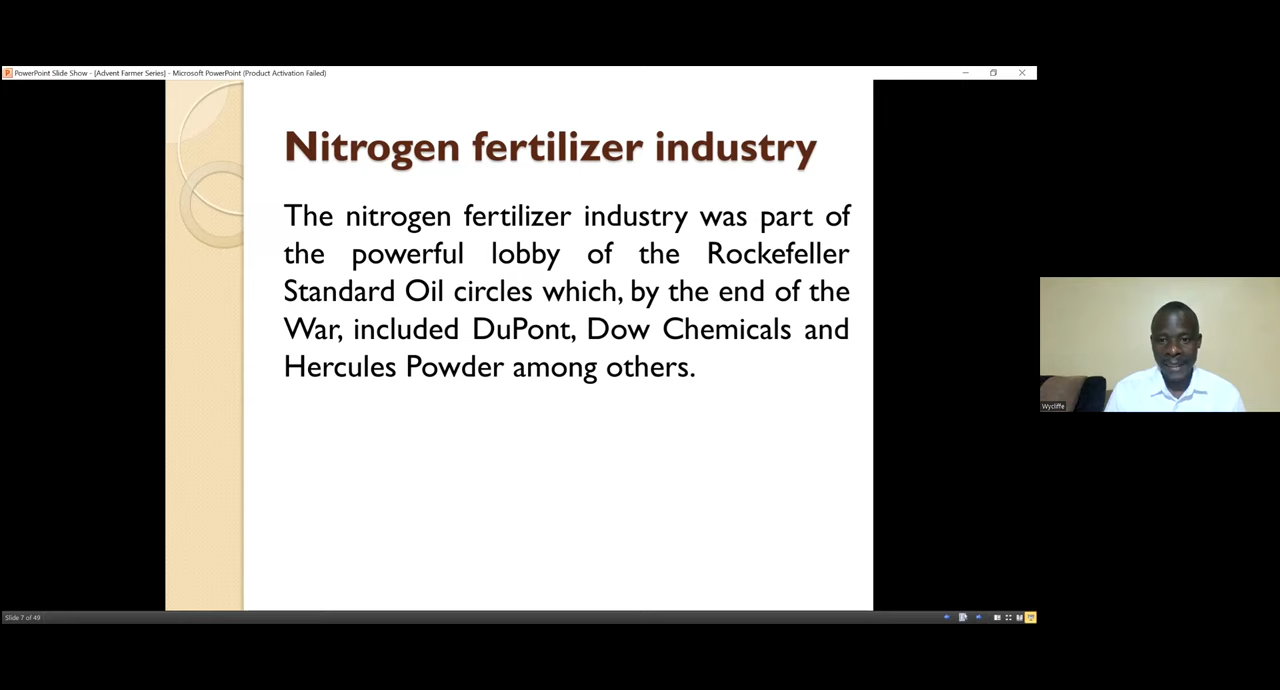 PowerPoint Slide Show - [Advent Farmer Series] - Microsoft PowerPoint (Product Activation Failed)
Nitrogen fertilizer industry
The nitrogen fertilizer industry was part of
the powerful lobby of the Rockefeller
Standard Oil circles which, by the end of the
War, included DuPont, Dow Chemicals and
Hercules Powder among others.
Wycliffe
Slide 7 of 49